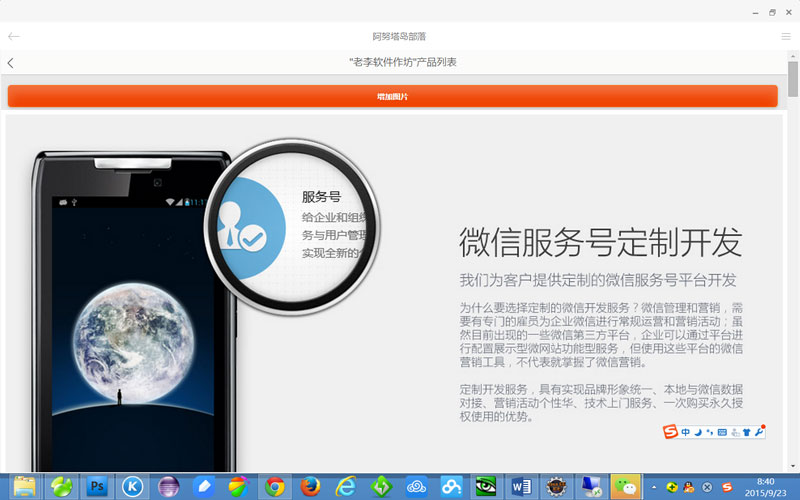 阿努塔岛部落
"老李软件作坊"产品列表
增加图片
11:1
服务号
给企业和组织
务与用户管理
实现全新的
微信服务号定制开发
我们为客户提供定制的微信服务号平台开发
为什么要选择定制的微信开发服务？微信管理和营销，需
要有专门的雇员为企业微信进行常规运营和营销活动；虽
然目前出现的一些微信第三方平台，企业可以通过平台进
行配置展示型微网站功能型服务，但使用这些平台的微信
营销工具，不代表就掌握了微信营销。
定制开发服务，具有实现品牌形象统一、本地与微信数据
对接、营销活动个性华、技术上门服务、一次购买永久授
权使用的优势。
S 中
Ps
K
W
S
8:40
2015/9/23